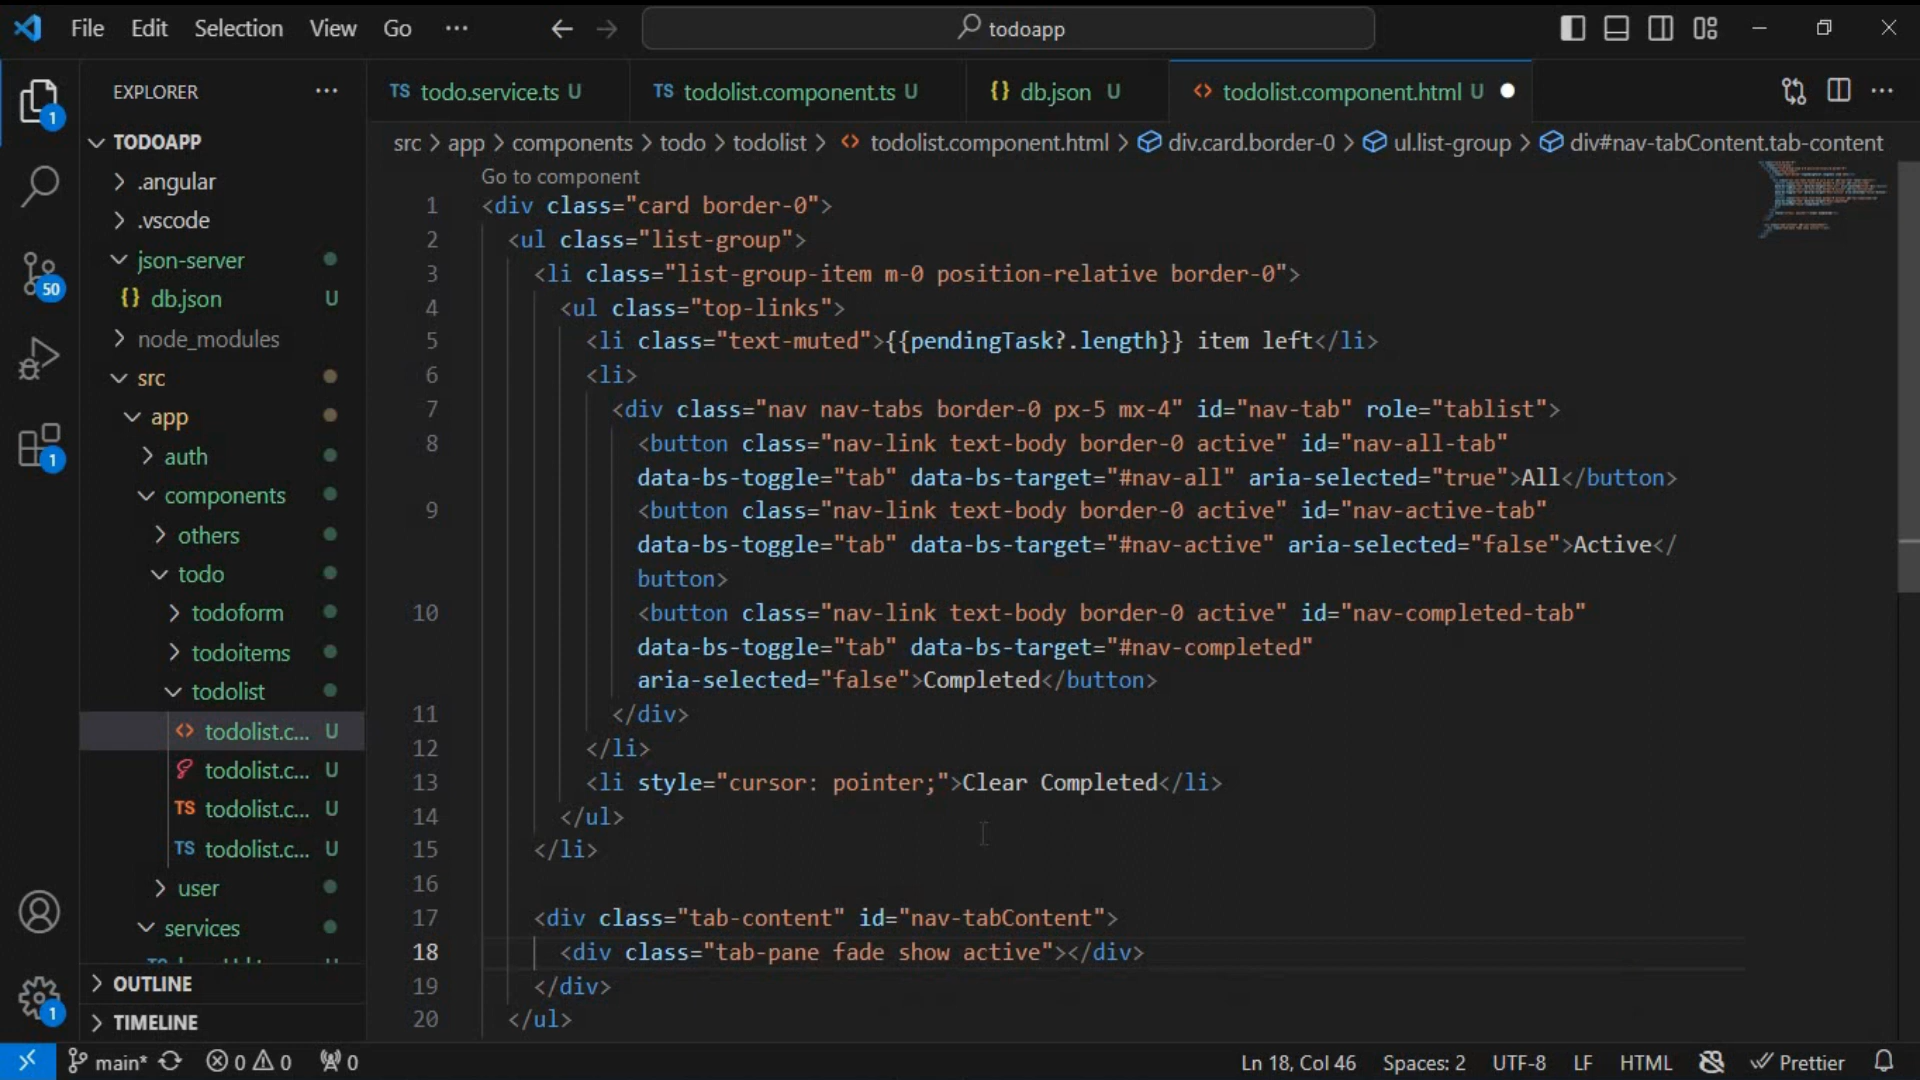 File Edit Selection View Go ··· todoapp
EXPLORER ···
TODOAPP
.angular
.vscode
json-server
{} db.json U
node_modules
src
app
auth
components
others
todo
todoform
todoitems
todolist
<> todolist.c... U
todolist.c... U
TS todolist.c... U
TS todolist.c... U
user
services
OUTLINE
TIMELINE
1
50
1
1
TS todo.service.ts U TS todolist.component.ts U {} db.json U <> todolist.component.html U ●
src > app > components > todo > todolist > <> todolist.component.html > div.card.border-0 > ul.list-group > div#nav-tabContent.tab-content
Go to component
1 <div class="card border-0">
2 <ul class="list-group">
3 <li class="list-group-item m-0 position-relative border-0">
4 <ul class="top-links">
5 <li class="text-muted">{{pendingTask?.length}} item left</li>
6 <li>
7 <div class="nav nav-tabs border-0 px-5 mx-4" id="nav-tab" role="tablist">
8 <button class="nav-link text-body border-0 active" id="nav-all-tab"
data-bs-toggle="tab" data-bs-target="#nav-all" aria-selected="true">All</button>
9 <button class="nav-link text-body border-0 active" id="nav-active-tab"
data-bs-toggle="tab" data-bs-target="#nav-active" aria-selected="false">Active</
button>
10 <button class="nav-link text-body border-0 active" id="nav-completed-tab"
data-bs-toggle="tab" data-bs-target="#nav-completed"
aria-selected="false">Completed</button>
11 </div>
12 </li>
13 <li style="cursor: pointer;">Clear Completed</li>
14 </ul>
15 </li>
16
17 <div class="tab-content" id="nav-tabContent">
18 <div class="tab-pane fade show active"></div>
19 </div>
20 </ul>
main* 0 0 0 Ln 18, Col 46 Spaces: 2 UTF-8 LF HTML Prettier